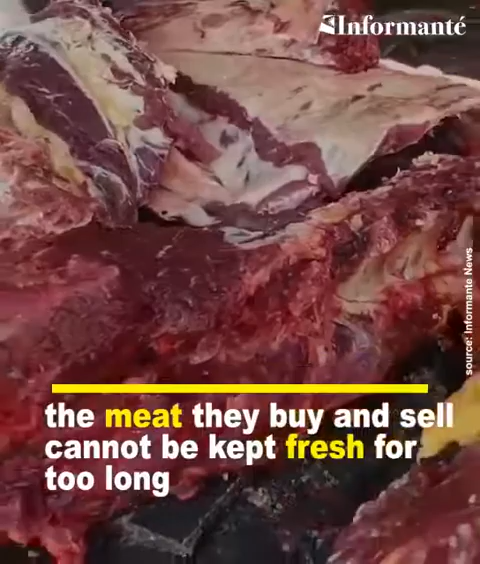 Informanté
source: Informante News
the meat they buy and sell
cannot be kept fresh for
too long